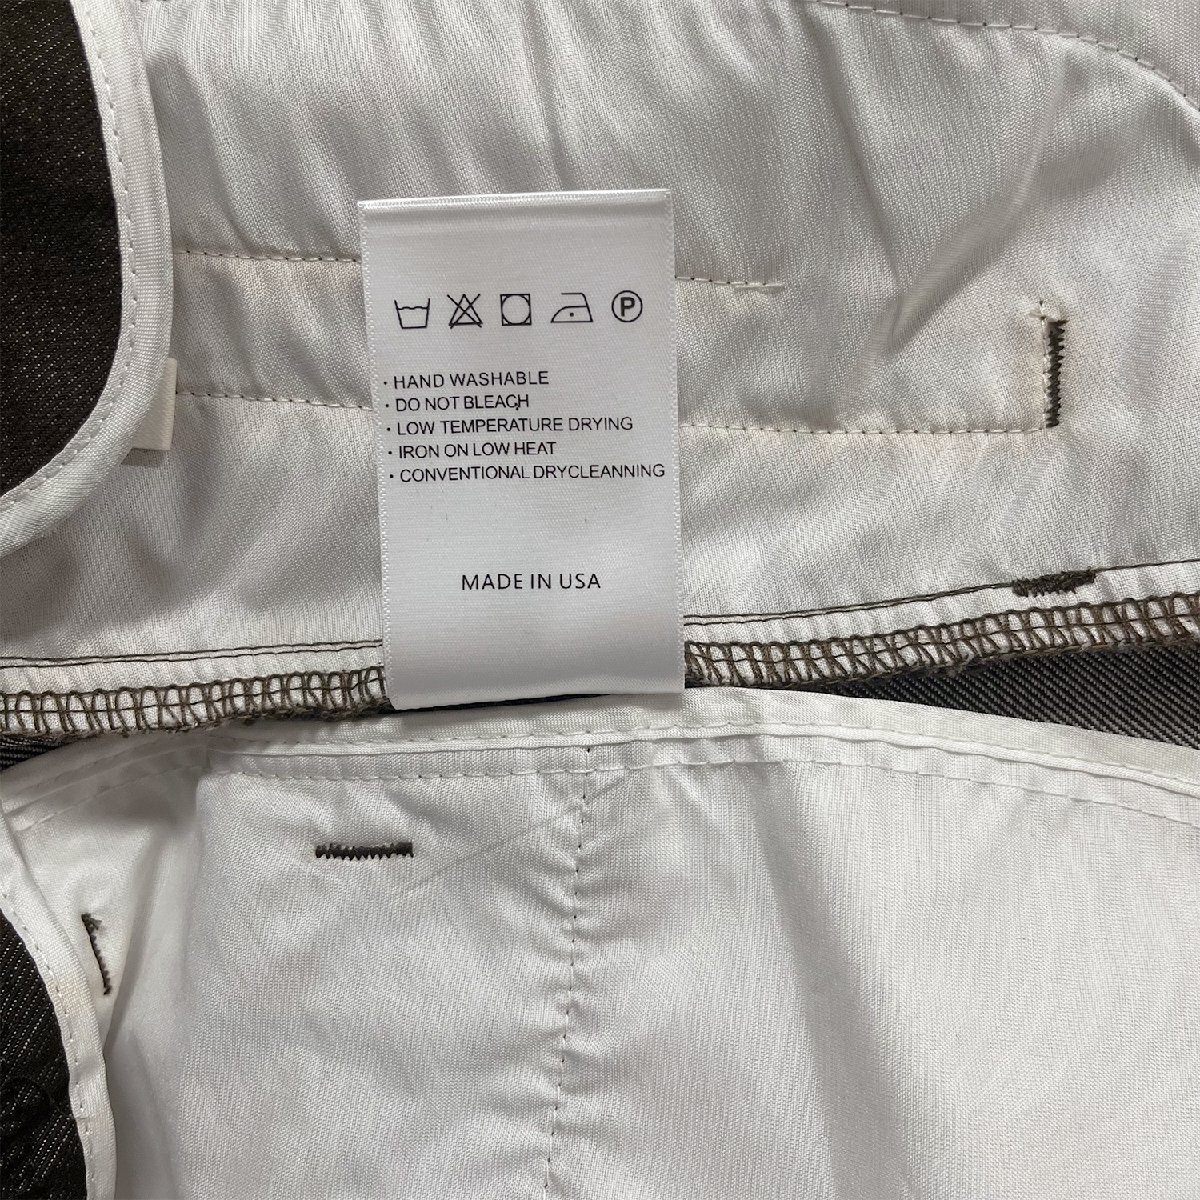 P
· HAND WASHABLE
· DO NOT BLEACH
· LOW TEMPERATURE DRYING
· IRON ON LOW HEAT
· CONVENTIONAL DRYCLEANNING
MADE IN USA